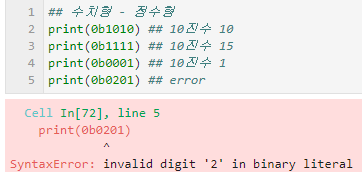 1 ## 수치형 - 정수형
2 print(0b1010) ## 10진수 10
3 print(0b1111) ## 10진수 15
4 print(0b0001) ## 10진수 1
5 print(0b0201) ## error
Cell In[72], line 5
print(0b0201)
^
SyntaxError: invalid digit '2' in binary literal